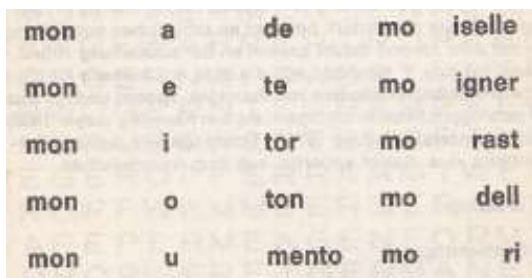 mon a de mo iselle
mon e te mo igner
mon i tor mo rast
mon o ton mo dell
mon u mento mo ri